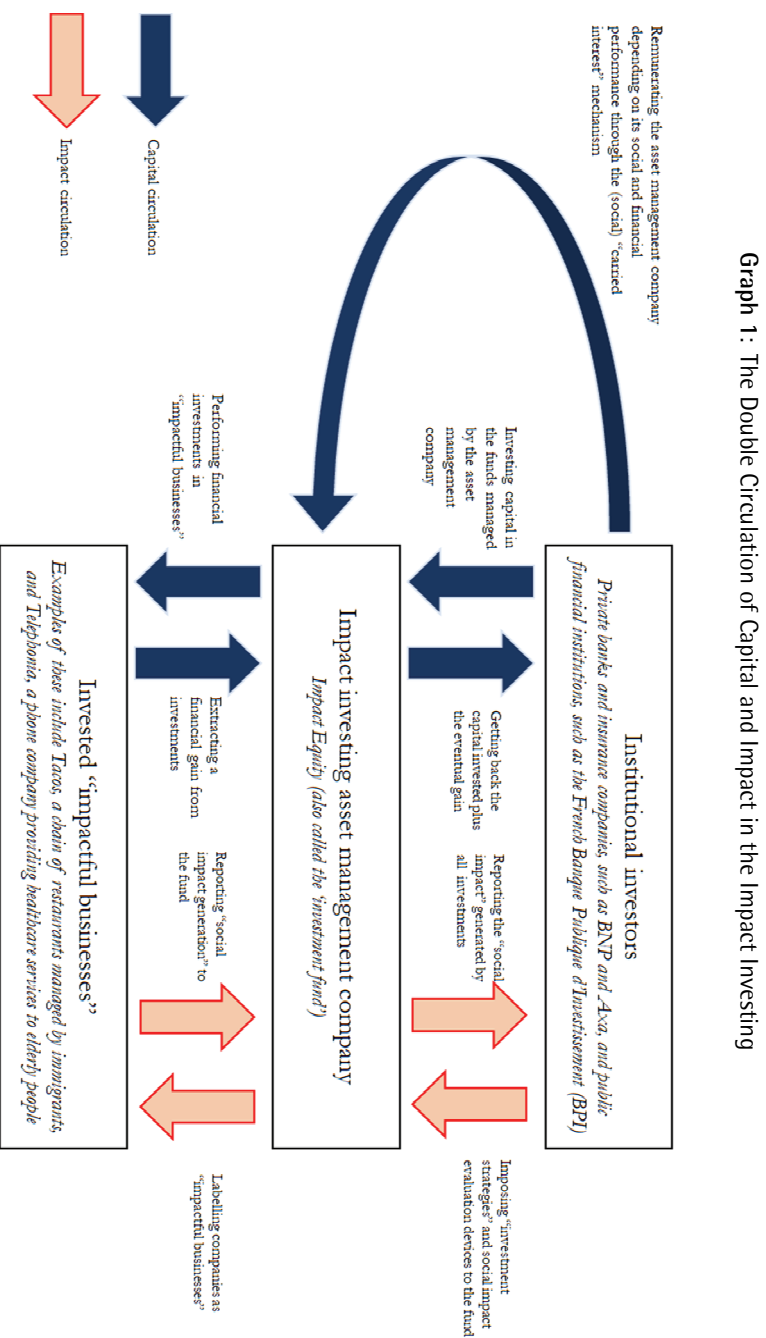 Graph 1: The Double Circulation of Capital and Impact in the Impact Investing
Remunerating the asset management company
depending on its social and financial
performance through the (social) “carried
interest” mechanism
Institutional investors
Private banks and insurance companies, such as BNP and Axa, and public
financial institutions, such as the French Banque Publique d’Investissement (BPI)
Investing capital in
the funds managed
by the asset
management
company
Getting back the
capital invested plus
the eventual gain
Reporting the “social
impact” generated by
all investments
Imposing “investment
strategies” and social impact
evaluation devices to the fund
Impact investing asset management company
Impact Equity (also called the ‘investment fund’)
Performing financial
investments in
“impactful businesses”
Extracting a
financial gain from
investments
Reporting “social
impact generation” to
the fund
Labelling companies as
“impactful businesses”
Invested “impactful businesses”
Examples of these include Tacos, a chain of restaurants managed by immigrants,
and Telephonia, a phone company providing healthcare services to elderly people
Capital circulation
Impact circulation